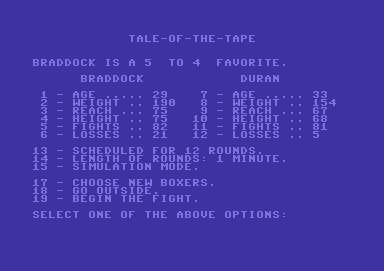 TALE-OF-THE-TAPE
BRADDOCK IS A 5  TO 4  FAVORITE.
BRADDOCK            DURAN
1 - AGE ..... 29    7 - AGE ..... 33
2 - WEIGHT .. 190   8 - WEIGHT .. 154
3 - REACH ... 75    9 - REACH ... 67
4 - HEIGHT .. 75   10 - HEIGHT .. 68
5 - FIGHTS .. 82   11 - FIGHTS .. 81
6 - LOSSES .. 21   12 - LOSSES .. 5
13 - SCHEDULED FOR 12 ROUNDS.
14 - LENGTH OF ROUNDS: 1 MINUTE.
15 - SIMULATION MODE.
17 - CHOOSE NEW BOXERS.
18 - GO OUTSIDE.
19 - BEGIN THE FIGHT.
SELECT ONE OF THE ABOVE OPTIONS: